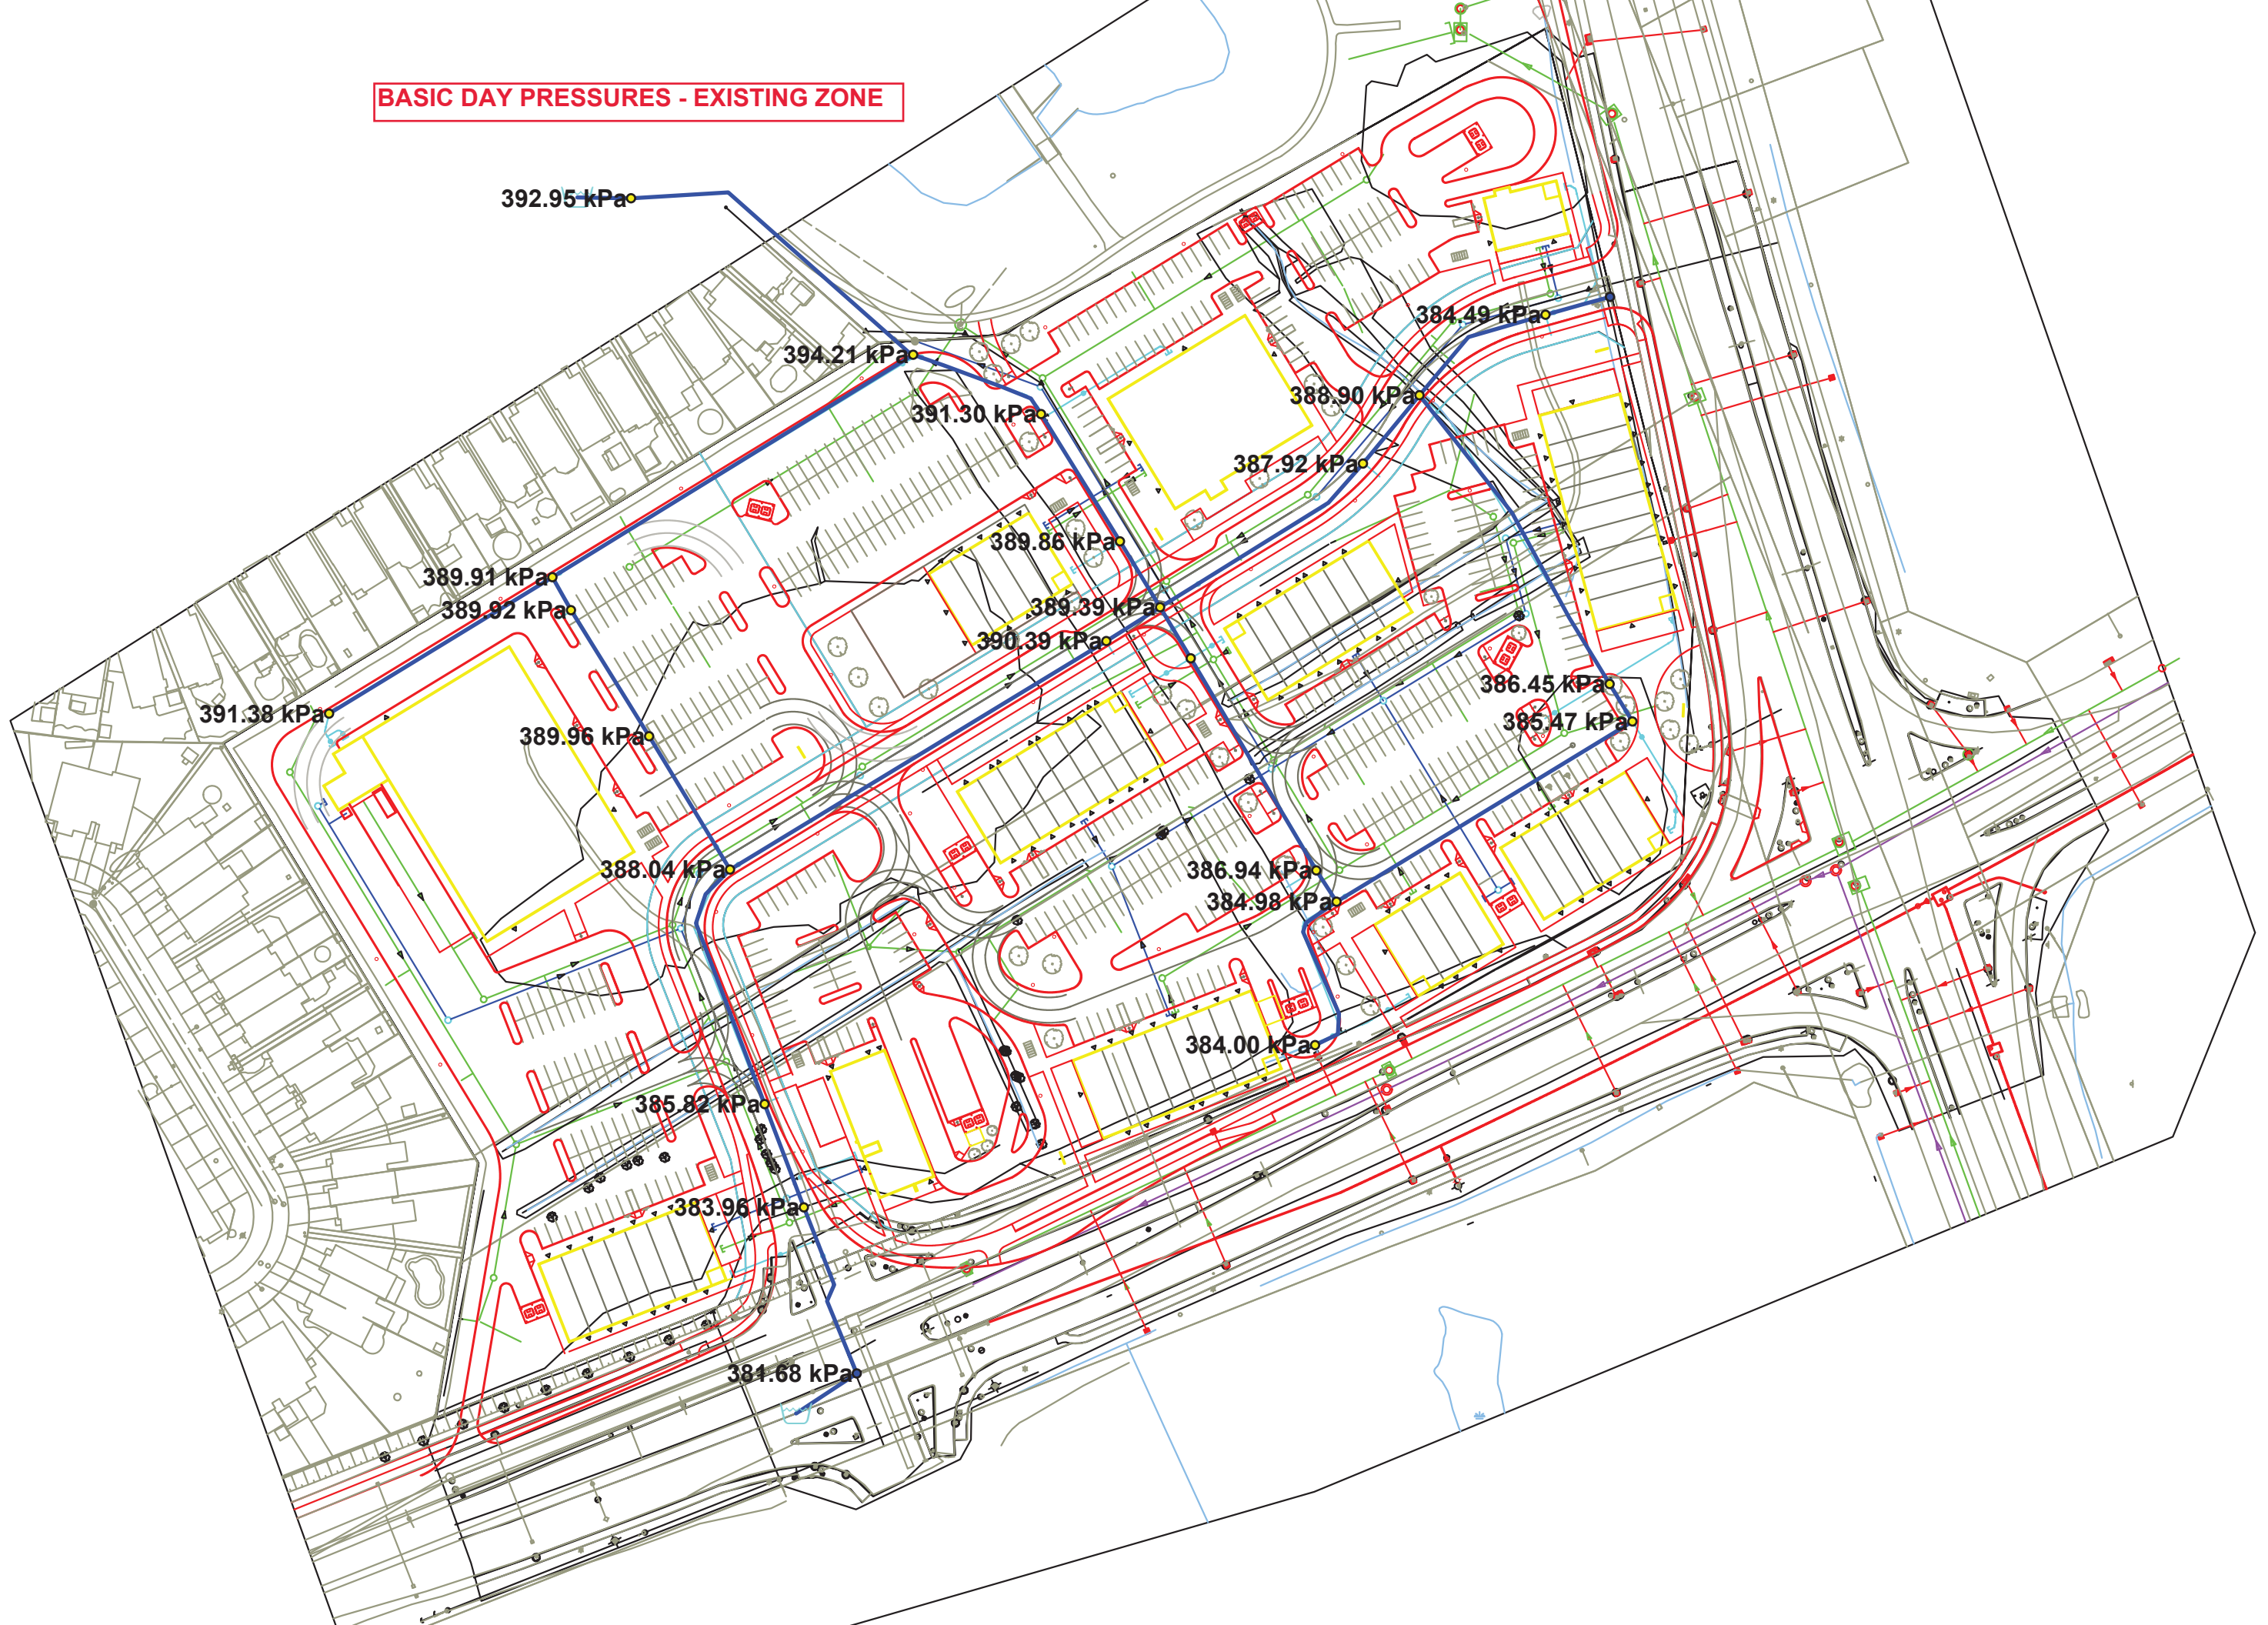 BASIC DAY PRESSURES - EXISTING ZONE
392.95 kPa
384.49 kPa
394.21 kPa
388.90 kPa
391.30 kPa
387.92 kPa
389.86 kPa
389.91 kPa
389.92 kPa
389.39 kPa
390.39 kPa
386.45 kPa
391.38 kPa
385.47 kPa
389.96 kPa
388.04 kPa
386.94 kPa
384.98 kPa
384.00 kPa
385.82 kPa
383.96 kPa
381.68 kPa